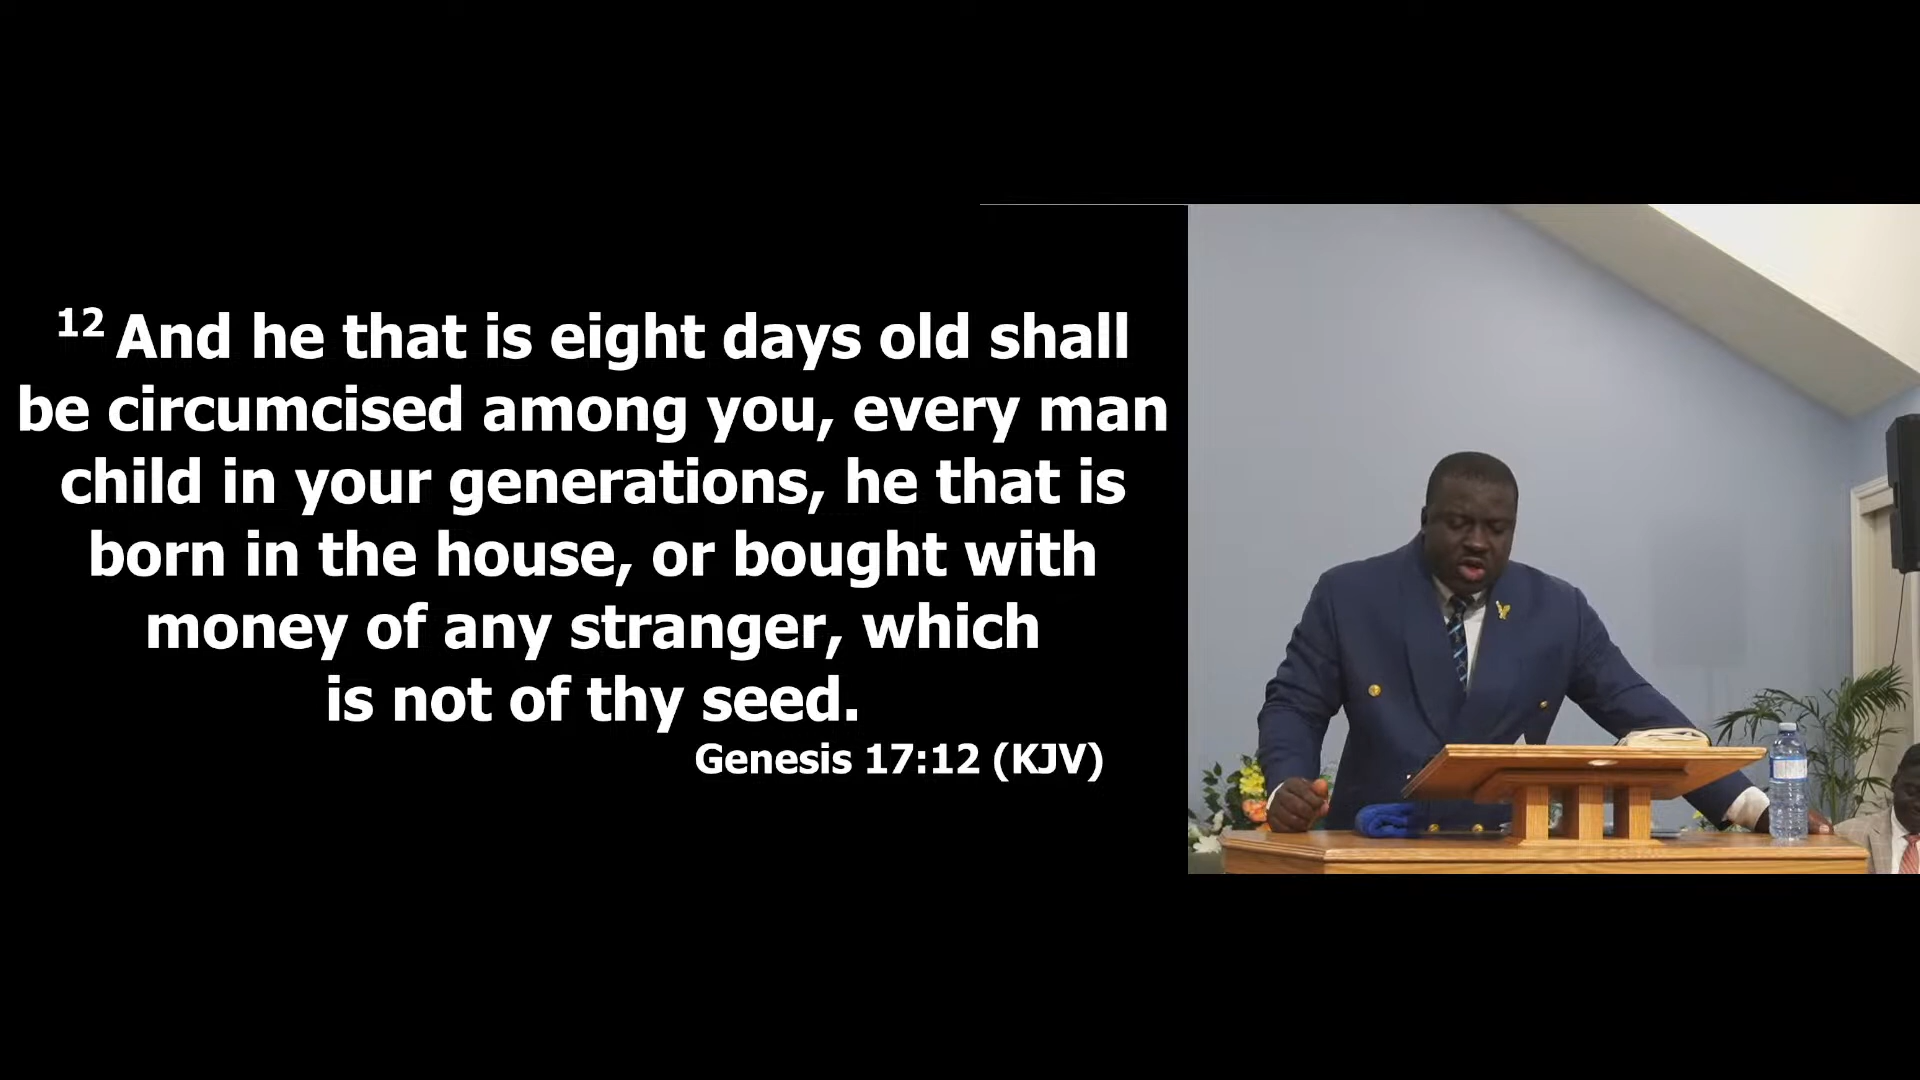 12 And he that is eight days old shall
be circumcised among you, every man
child in your generations, he that is
born in the house, or bought with
money of any stranger, which
is not of thy seed.
Genesis 17:12 (KJV)